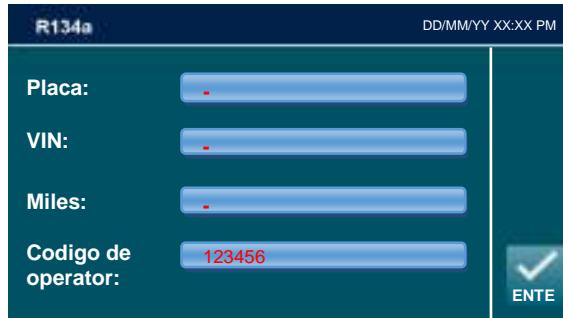 R134a
DD/MM/YY XX:XX PM
Placa:
-
VIN:
-
Miles:
-
Codigo de
operator:
123456
ENTE